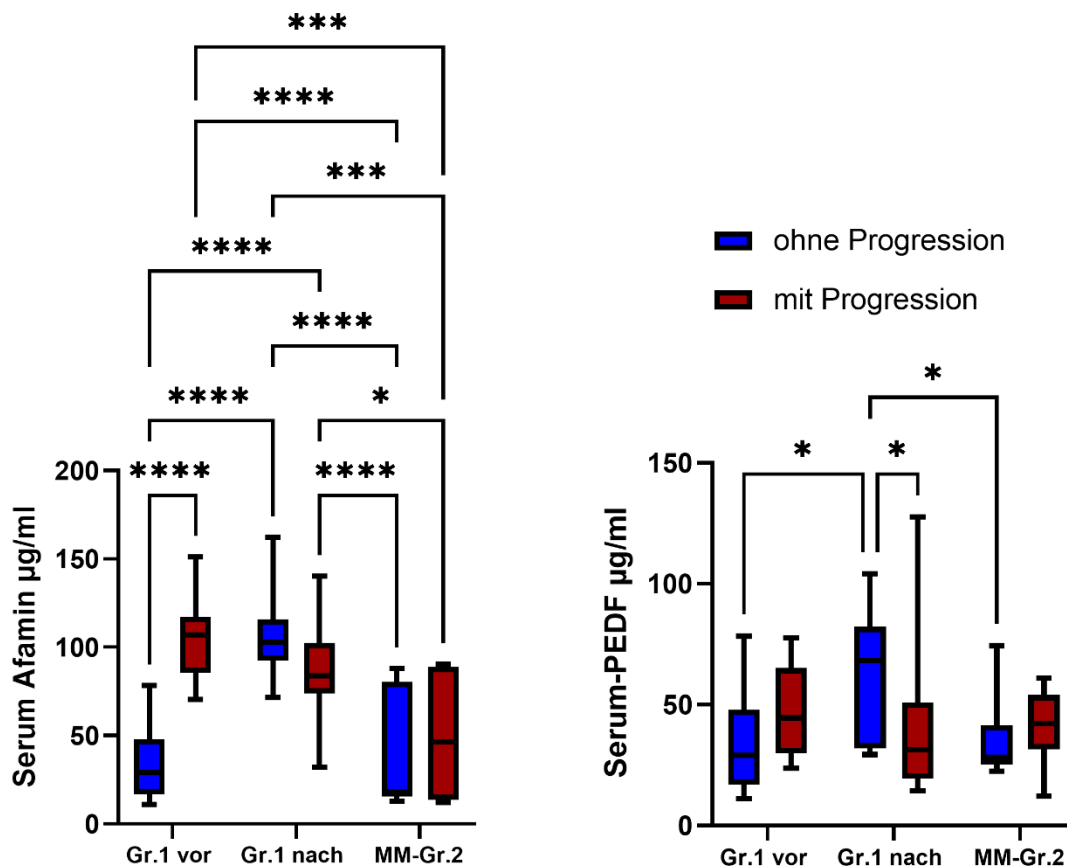 ***
****
***
****
****
****
*
****
****
Serum Afamin µg/ml
200
150
100
50
0
Gr.1 vor
Gr.1 nach
MM-Gr.2
ohne Progression
mit Progression
*
*
*
Serum-PEDF µg/ml
150
100
50
0
Gr.1 vor
Gr.1 nach
MM-Gr.2